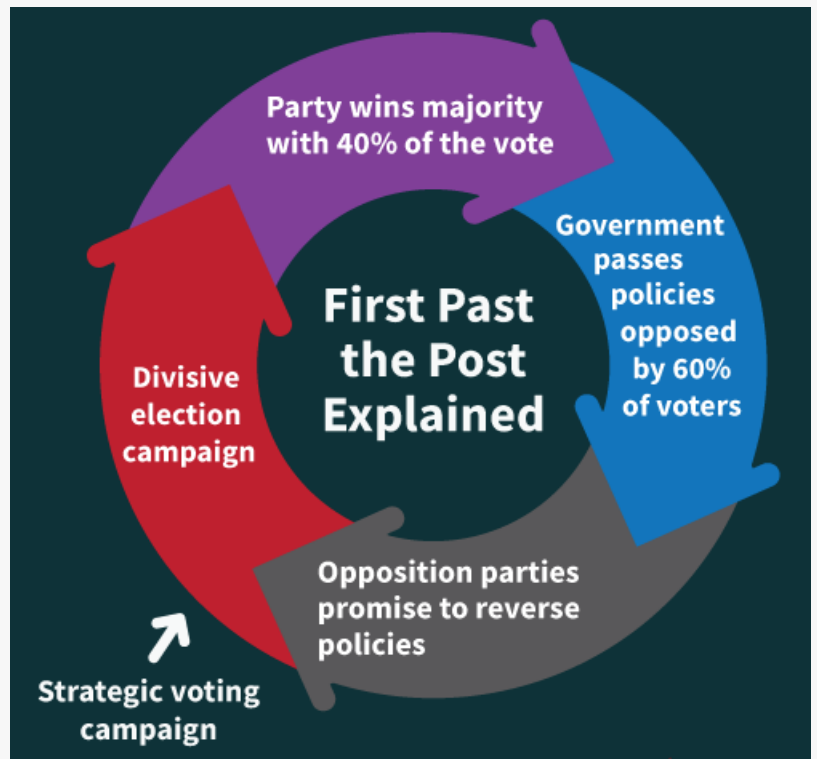 Party wins majority
with 40% of the vote
Government
passes
policies
opposed
by 60%
of voters
First Past
the Post
Explained
Divisive
election
campaign
Opposition parties
promise to reverse
policies
Strategic voting
campaign